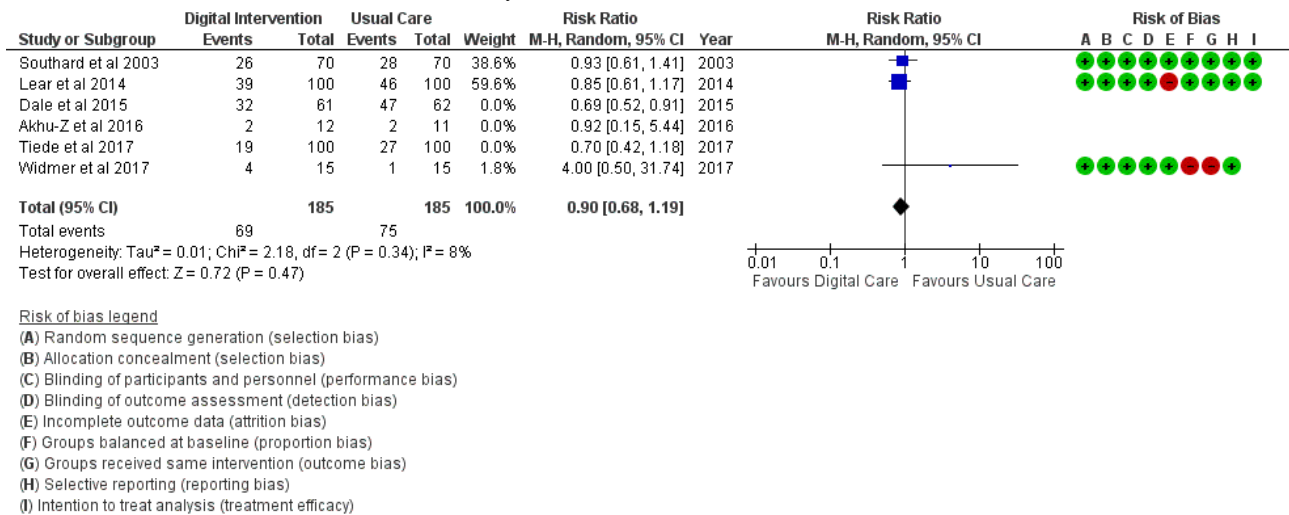 Digital Intervention Usual Care Risk Ratio Risk Ratio Risk of Bias
Study or Subgroup Events Total Events Total Weight M-H, Random, 95% CI Year M-H, Random, 95% CI A B C D E F G H I
Southard et al 2003 26 70 28 70 38.6% 0.93 [0.61, 1.41] 2003 + + + + + + + + +
Lear et al 2014 39 100 46 100 59.6% 0.85 [0.61, 1.17] 2014 + + + + - + + + +
Dale et al 2015 32 61 47 62 0.0% 0.69 [0.52, 0.91] 2015
Akhu-Z et al 2016 2 12 2 11 0.0% 0.92 [0.15, 5.44] 2016
Tiede et al 2017 19 100 27 100 0.0% 0.70 [0.42, 1.18] 2017
Widmer et al 2017 4 15 1 15 1.8% 4.00 [0.50, 31.74] 2017 + + + + + - - +
Total (95% CI) 185 185 100.0% 0.90 [0.68, 1.19]
Total events 69 75
Heterogeneity: Tau² = 0.01; Chi² = 2.18, df = 2 (P = 0.34); I² = 8%
Test for overall effect: Z = 0.72 (P = 0.47)
0.01 0.1 1 10 100
Favours Digital Care Favours Usual Care
Risk of bias legend
(A) Random sequence generation (selection bias)
(B) Allocation concealment (selection bias)
(C) Blinding of participants and personnel (performance bias)
(D) Blinding of outcome assessment (detection bias)
(E) Incomplete outcome data (attrition bias)
(F) Groups balanced at baseline (proportion bias)
(G) Groups received same intervention (outcome bias)
(H) Selective reporting (reporting bias)
(I) Intention to treat analysis (treatment efficacy)